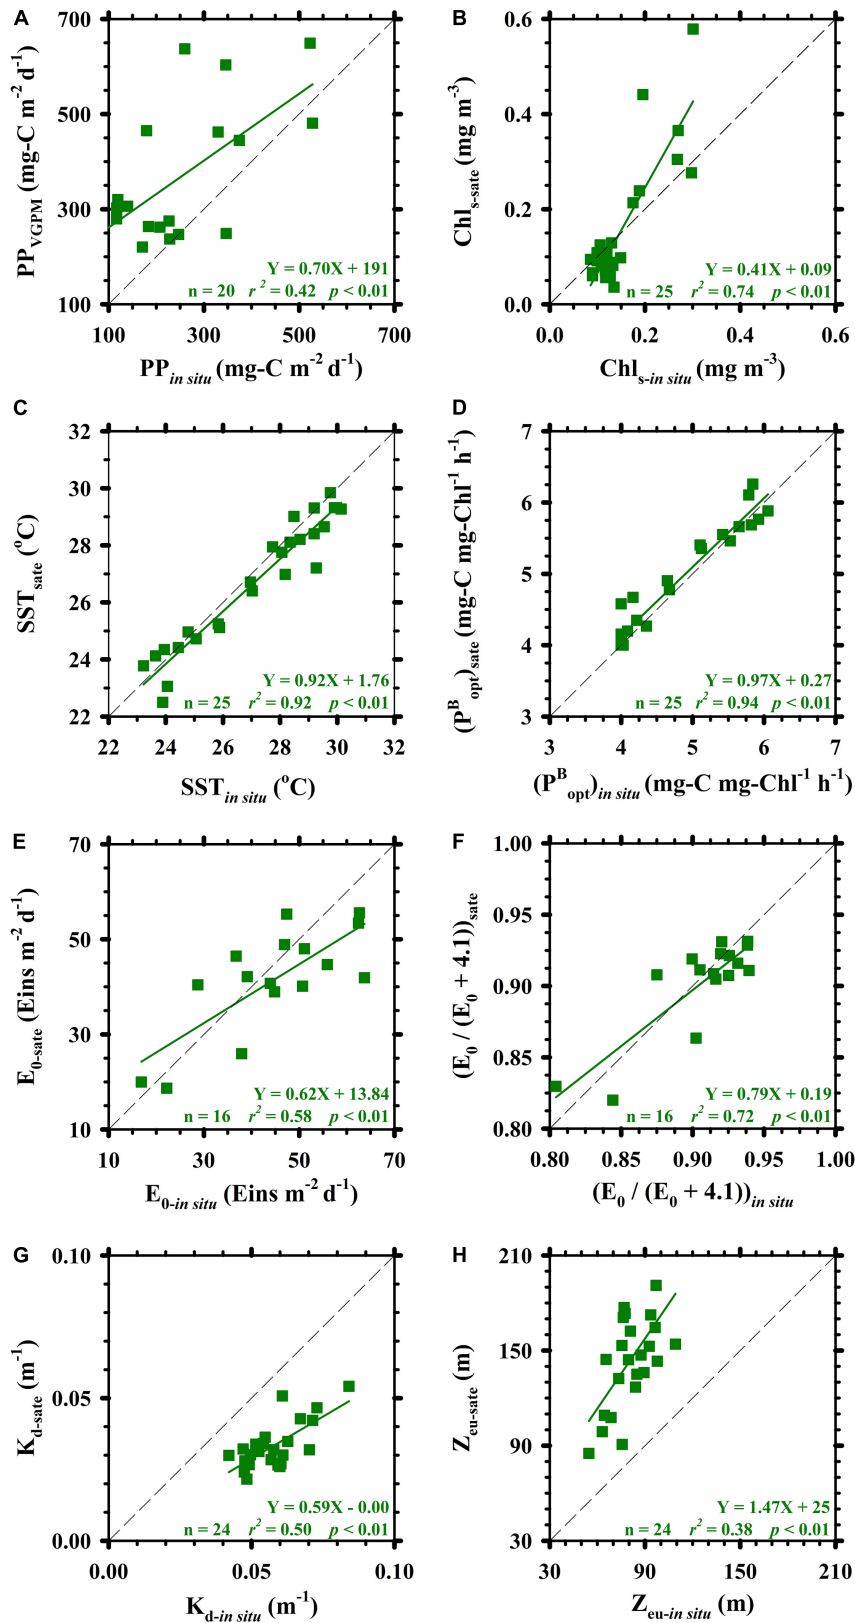 A
700
500
300
100
PP_VGPM (mg-C m⁻² d⁻¹)
Y = 0.70X + 191
n = 20 r² = 0.42 p < 0.01
100 300 500 700
PP_in situ (mg-C m⁻² d⁻¹)
B
0.6
0.4
0.2
0.0
Chl_s-sate (mg m⁻³)
Y = 0.41X + 0.09
n = 25 r² = 0.74 p < 0.01
0.0 0.2 0.4 0.6
Chl_s-in situ (mg m⁻³)
C
32
30
28
26
24
22
SST_sate (°C)
Y = 0.92X + 1.76
n = 25 r² = 0.92 p < 0.01
22 24 26 28 30 32
SST_in situ (°C)
D
7
6
5
4
3
(P^B_opt)_sate (mg-C mg-Chl⁻¹ h⁻¹)
Y = 0.97X + 0.27
n = 25 r² = 0.94 p < 0.01
3 4 5 6 7
(P^B_opt)_in situ (mg-C mg-Chl⁻¹ h⁻¹)
E
70
50
30
10
E_0-sate (Eins m⁻² d⁻¹)
Y = 0.62X + 13.84
n = 16 r² = 0.58 p < 0.01
10 30 50 70
E_0-in situ (Eins m⁻² d⁻¹)
F
1.00
0.95
0.90
0.85
0.80
(E₀ / (E₀ + 4.1))_sate
Y = 0.79X + 0.19
n = 16 r² = 0.72 p < 0.01
0.80 0.85 0.90 0.95 1.00
(E₀ / (E₀ + 4.1))_in situ
G
0.10
0.05
0.00
K_d-sate (m⁻¹)
Y = 0.59X - 0.00
n = 24 r² = 0.50 p < 0.01
0.00 0.05 0.10
K_d-in situ (m⁻¹)
H
210
150
90
30
Z_eu-sate (m)
Y = 1.47X + 25
n = 24 r² = 0.38 p < 0.01
30 90 150 210
Z_eu-in situ (m)